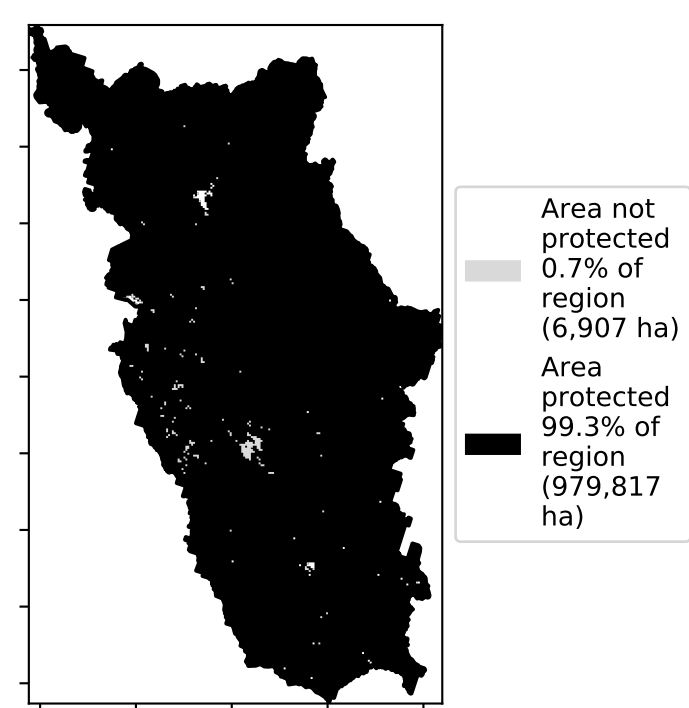 Area not
protected
0.7% of
region
(6,907 ha)
Area
protected
99.3% of
region
(979,817
ha)